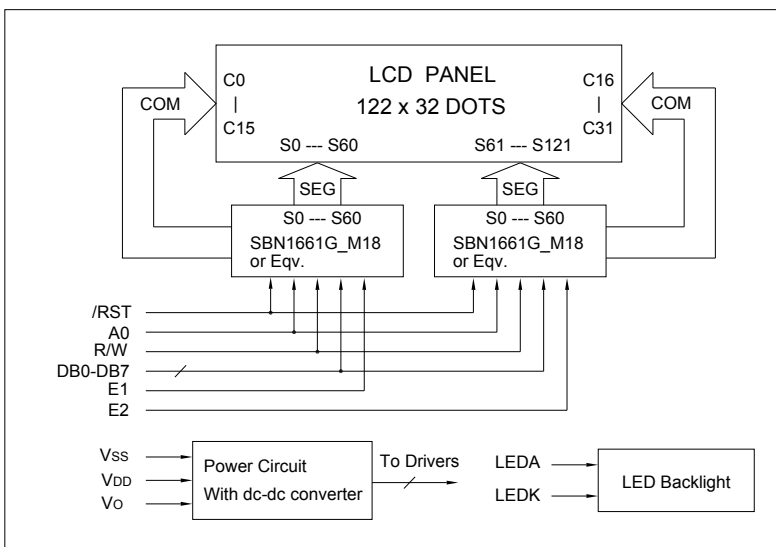 LCD PANEL
122 x 32 DOTS
C0
|
C15
C16
|
C31
COM
COM
S0 --- S60
S61 --- S121
SEG
SEG
S0 --- S60
SBN1661G_M18
or Eqv.
S0 --- S60
SBN1661G_M18
or Eqv.
/RST
A0
R/W
DB0-DB7
E1
E2
VSS
VDD
VO
Power Circuit
With dc-dc converter
To Drivers
LEDA
LEDK
LED Backlight